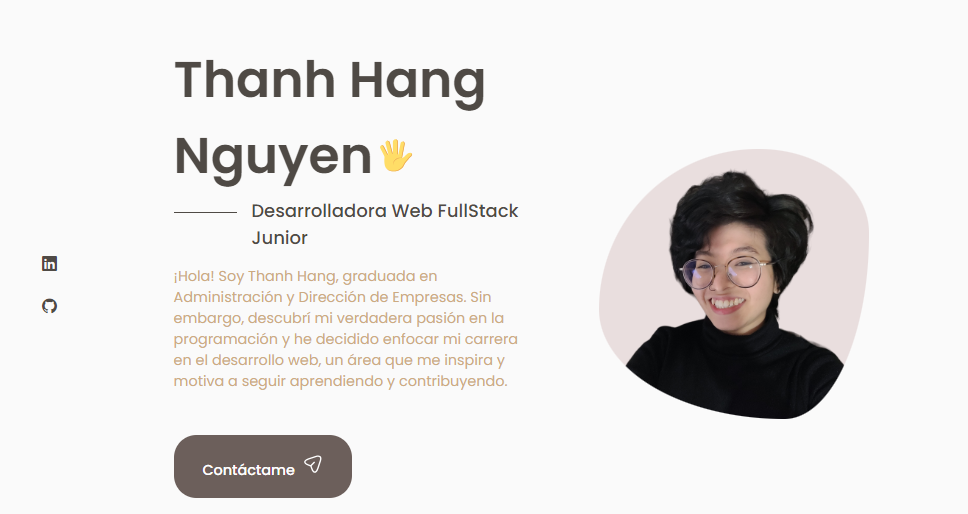 Thanh Hang
Nguyen🖐️
Desarrolladora Web FullStack
Junior
in
¡Hola! Soy Thanh Hang, graduada en
Administración y Dirección de Empresas. Sin
embargo, descubrí mi verdadera pasión en la
programación y he decidido enfocar mi carrera
en el desarrollo web, un área que me inspira y
motiva a seguir aprendiendo y contribuyendo.
Contáctame